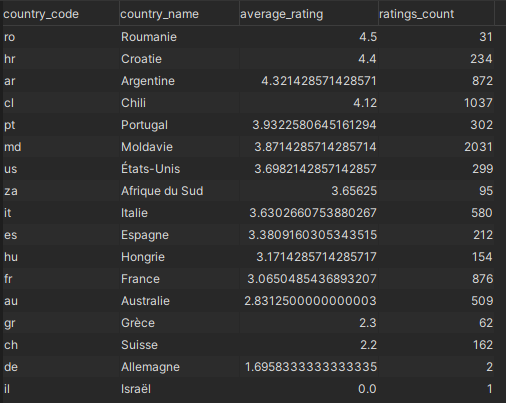 country_code country_name average_rating ratings_count
ro Roumanie 4.5 31
hr Croatie 4.4 234
ar Argentine 4.321428571428571 872
cl Chili 4.12 1037
pt Portugal 3.9322580645161294 302
md Moldavie 3.8714285714285714 2031
us États-Unis 3.6982142857142857 299
za Afrique du Sud 3.65625 95
it Italie 3.6302660753880267 580
es Espagne 3.3809160305343515 212
hu Hongrie 3.1714285714285717 154
fr France 3.0650485436893207 876
au Australie 2.8312500000000003 509
gr Grèce 2.3 62
ch Suisse 2.2 162
de Allemagne 1.6958333333333335 2
il Israël 0.0 1